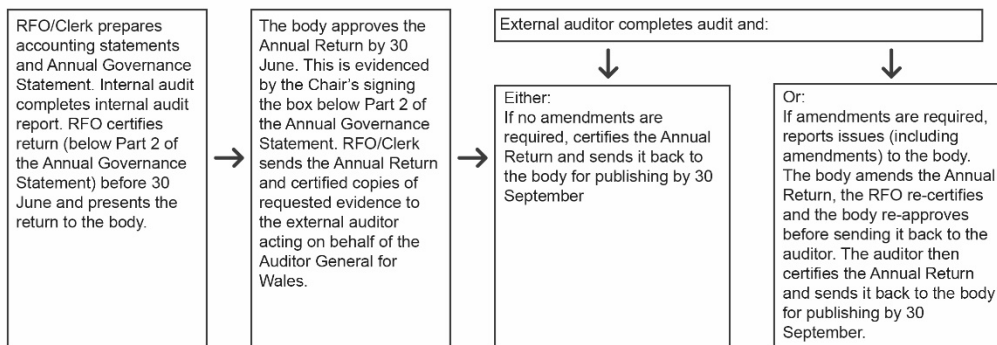 RFO/Clerk prepares
accounting statements
and Annual Governance
Statement. Internal audit
completes internal audit
report. RFO certifies
return (below Part 2 of
the Annual Governance
Statement) before 30
June and presents the
return to the body.
The body approves the
Annual Return by 30
June. This is evidenced
by the Chair's signing
the box below Part 2 of
the Annual Governance
Statement. RFO/Clerk
sends the Annual Return
and certified copies of
requested evidence to
the external auditor
acting on behalf of the
Auditor General for
Wales.
External auditor completes audit and:
Either:
If no amendments are
required, certifies the Annual
Return and sends it back to
the body for publishing by 30
September
Or:
If amendments are required,
reports issues (including
amendments) to the body.
The body amends the Annual
Return, the RFO re-certifies
and the body re-approves
before sending it back to the
auditor. The auditor then
certifies the Annual Return
and sends it back to the body
for publishing by 30
September.